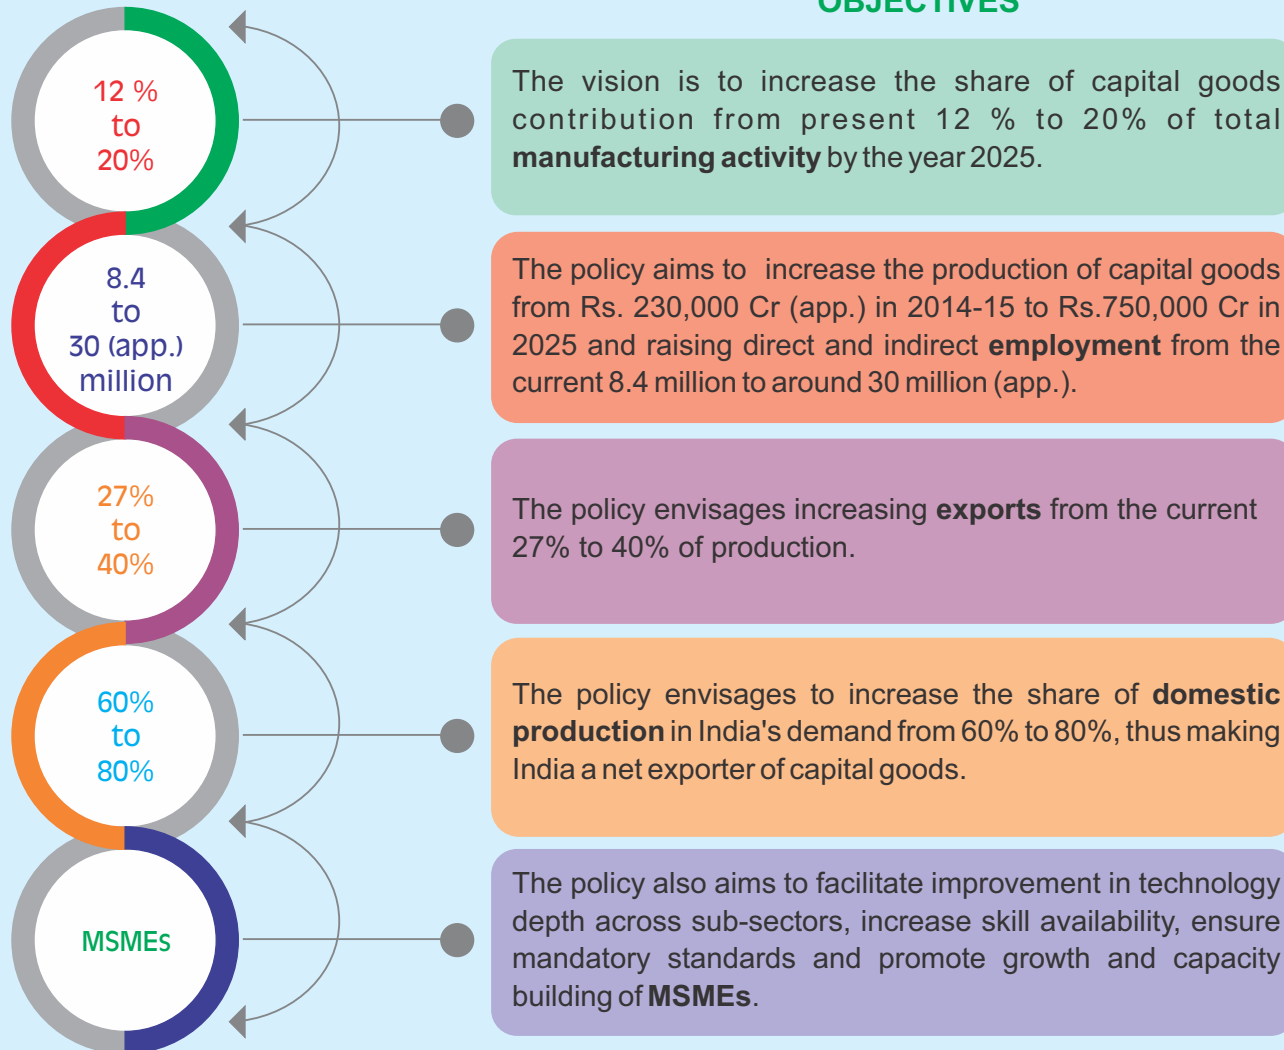 OBJECTIVES
12 %
to
20%
The vision is to increase the share of capital goods
contribution from present 12 % to 20% of total
manufacturing activity by the year 2025.
8.4
to
30 (app.)
million
The policy aims to increase the production of capital goods
from Rs. 230,000 Cr (app.) in 2014-15 to Rs.750,000 Cr in
2025 and raising direct and indirect employment from the
current 8.4 million to around 30 million (app.).
27%
to
40%
The policy envisages increasing exports from the current
27% to 40% of production.
60%
to
80%
The policy envisages to increase the share of domestic
production in India's demand from 60% to 80%, thus making
India a net exporter of capital goods.
MSMEs
The policy also aims to facilitate improvement in technology
depth across sub-sectors, increase skill availability, ensure
mandatory standards and promote growth and capacity
building of MSMEs.